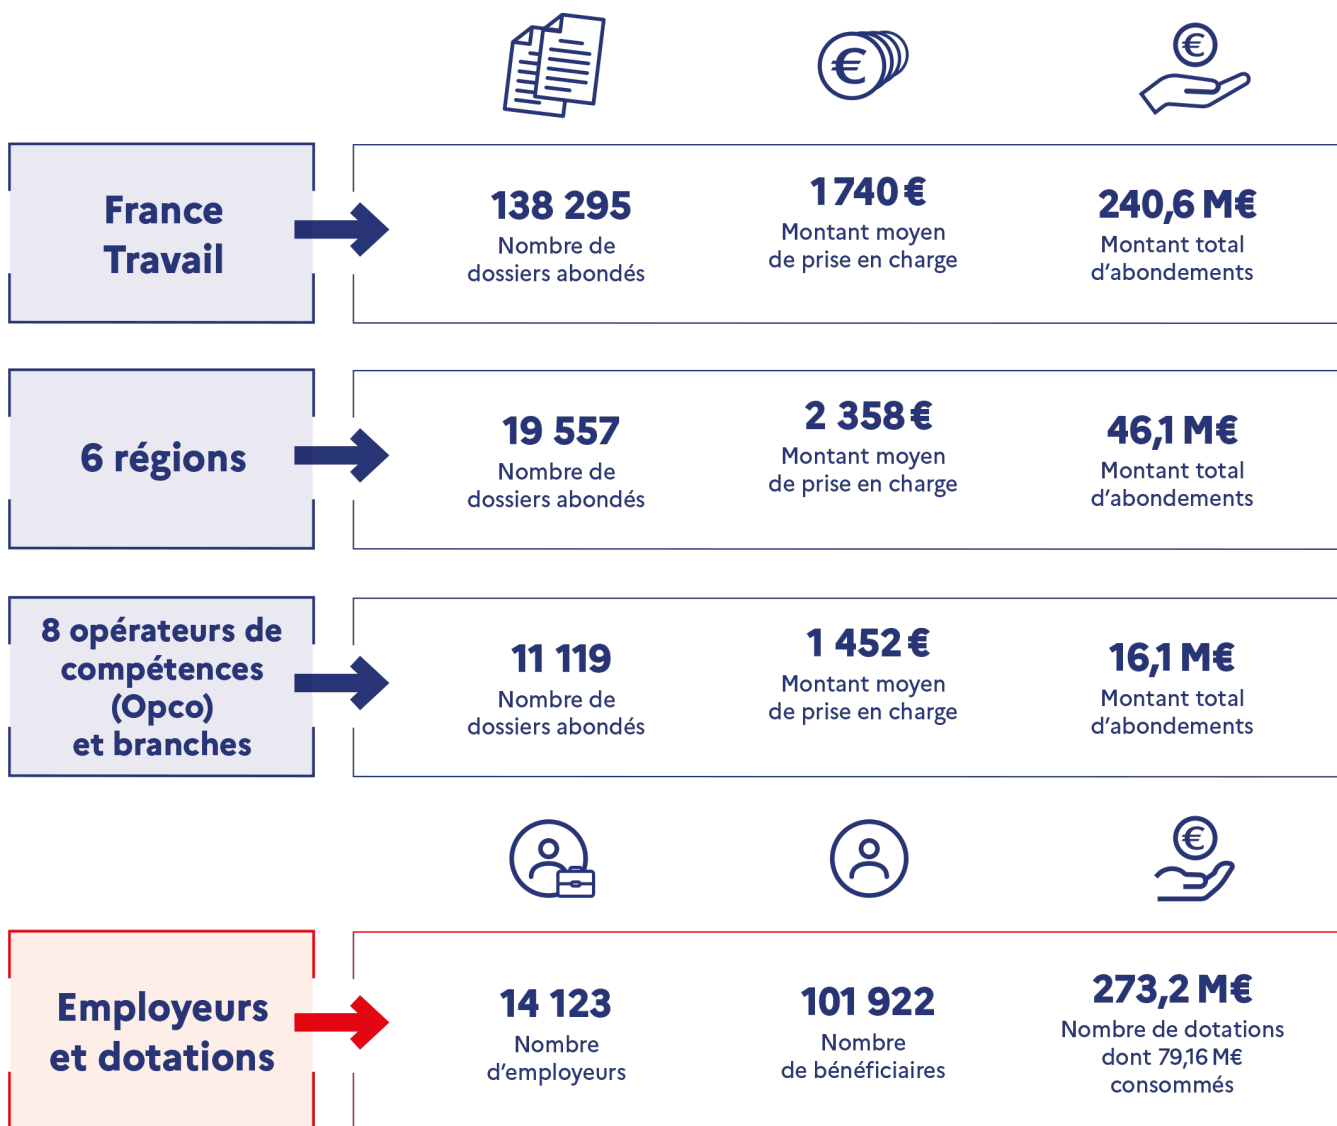 France
Travail
138 295
Nombre de
dossiers abondés
1 740 €
Montant moyen
de prise en charge
240,6 M€
Montant total
d’abondements
6 régions
19 557
Nombre de
dossiers abondés
2 358 €
Montant moyen
de prise en charge
46,1 M€
Montant total
d’abondements
8 opérateurs de
compétences
(Opco)
et branches
11 119
Nombre de
dossiers abondés
1 452 €
Montant moyen
de prise en charge
16,1 M€
Montant total
d’abondements
Employeurs
et dotations
14 123
Nombre
d’employeurs
101 922
Nombre
de bénéficiaires
273,2 M€
Nombre de dotations
dont 79,16 M€
consommés